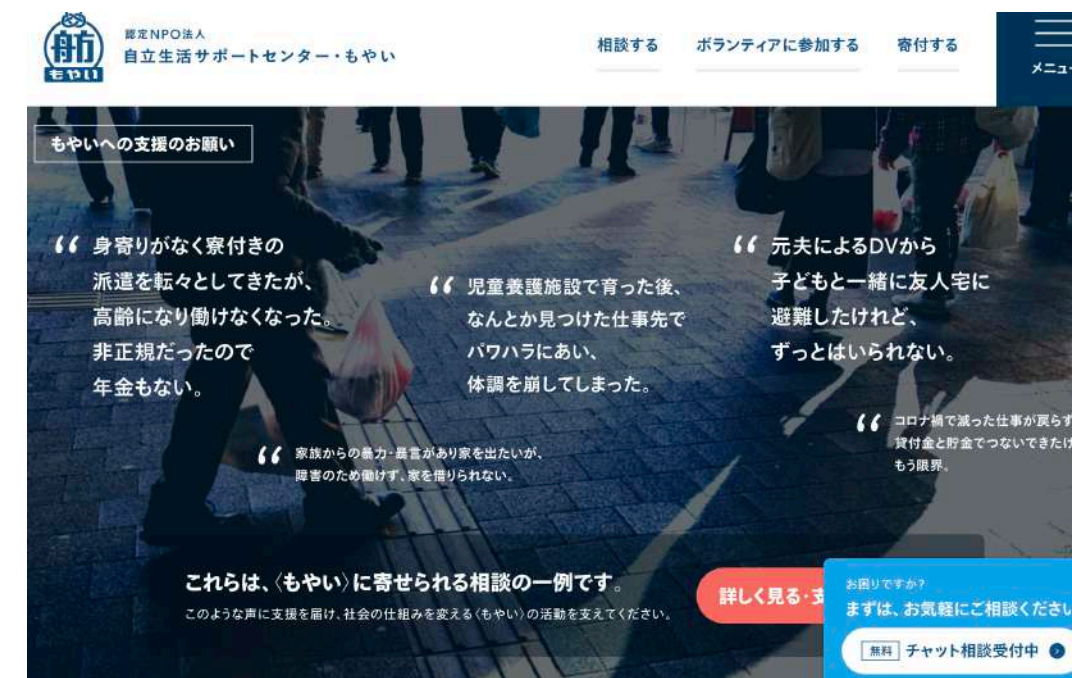 舫
もやい
認定NPO法人
自立生活サポートセンター・もやい
相談する
ボランティアに参加する
寄付する
メニュー
もやいへの支援のお願い
“ 身寄りがなく寮付きの
派遣を転々としてきたが、
高齢になり働けなくなった。
非正規だったので
年金もない。
“ 児童養護施設で育った後、
なんとか見つけた仕事先で
パワハラにあい、
体調を崩してしまった。
“ 元夫によるDVから
子どもと一緒に友人宅に
避難したけれど、
ずっとはいられない。
“ 家族からの暴力・暴言があり家を出たいが、
障害のため働けず、家を借りられない。
“ コロナ禍で減った仕事が戻らず
貸付金と貯金でつないできたけ
もう限界。
これらは、〈もやい〉に寄せられる相談の一例です。
このような声に支援を届け、社会の仕組みを変える〈もやい〉の活動を支えてください。
詳しく見る・支
お困りですか?
まずは、お気軽にご相談ください
無料 チャット相談受付中